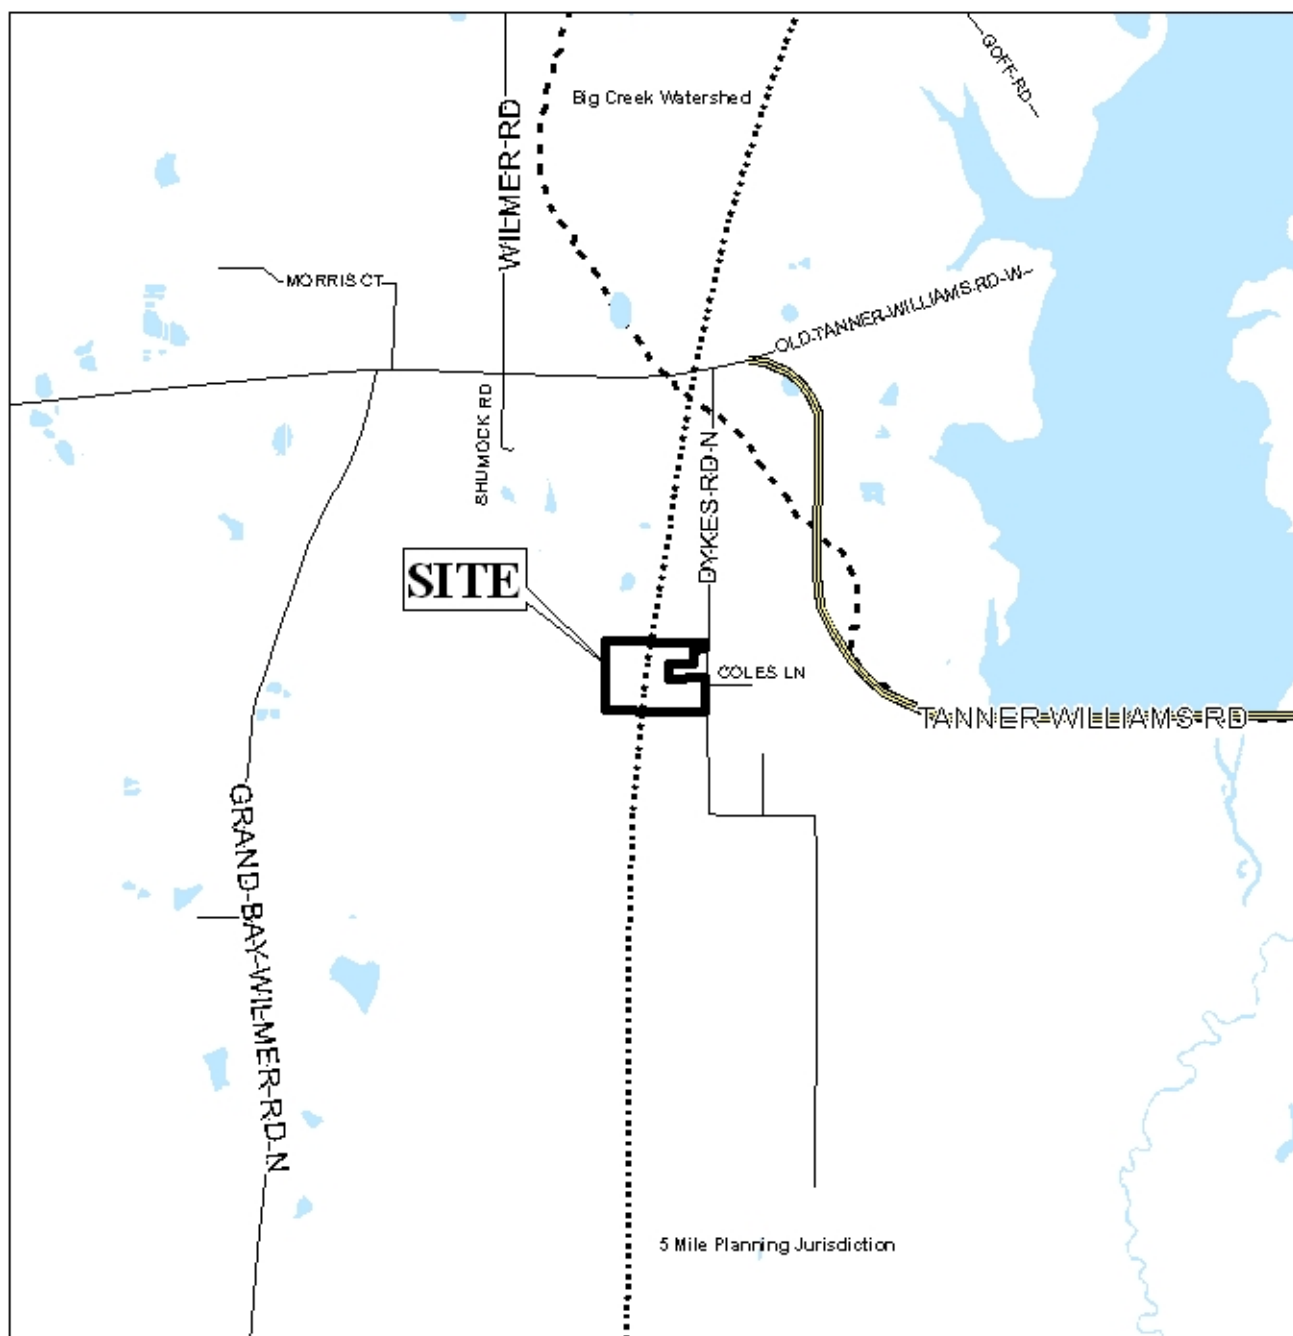 GOFF RD
Big Creek Watershed
WILMER RD
MORRIS CT
OLD TANNER WILLIAMS RD W
SHUMOCK RD
DYKES RD N
SITE
COLES LN
TANNER WILLIAMS RD
GRAND BAY WILMER RD N
5 Mile Planning Jurisdiction